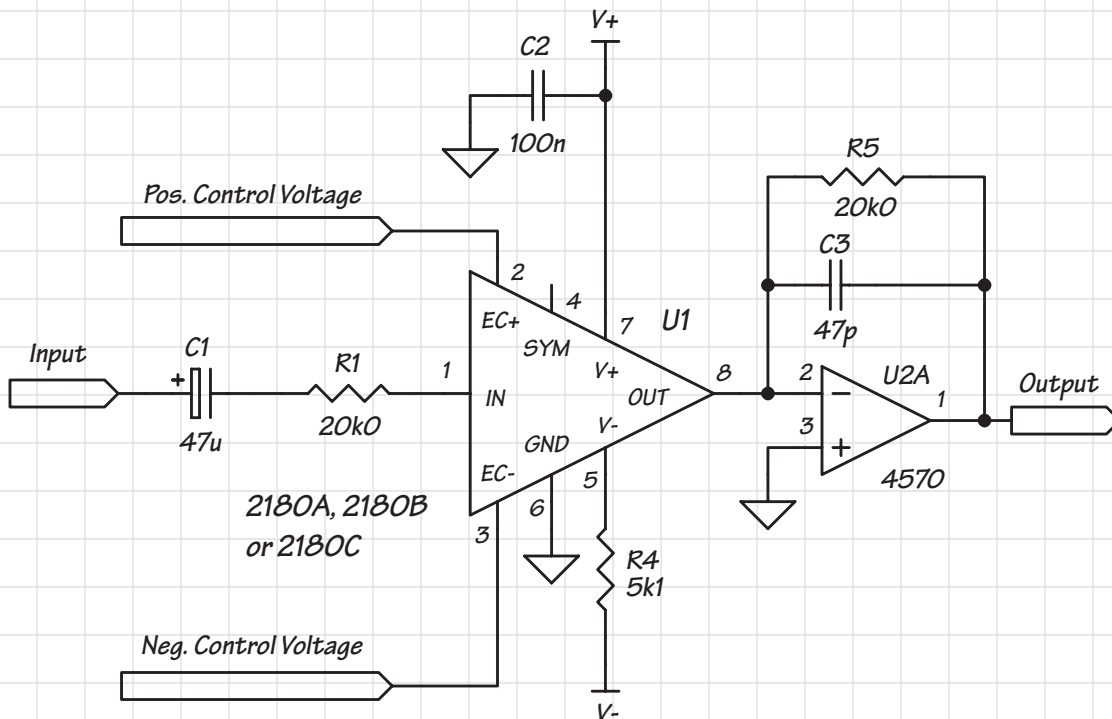 V+
C2
100n
R5
20k0
C3
47p
Pos. Control Voltage
2
4
7
U1
EC+
SYM
V+
Input
C1
+
47u
R1
20k0
1
IN
OUT
8
2
U2A
1
Output
3
4570
V-
GND
EC-
5
6
3
2180A, 2180B
or 2180C
R4
5k1
Neg. Control Voltage
V-